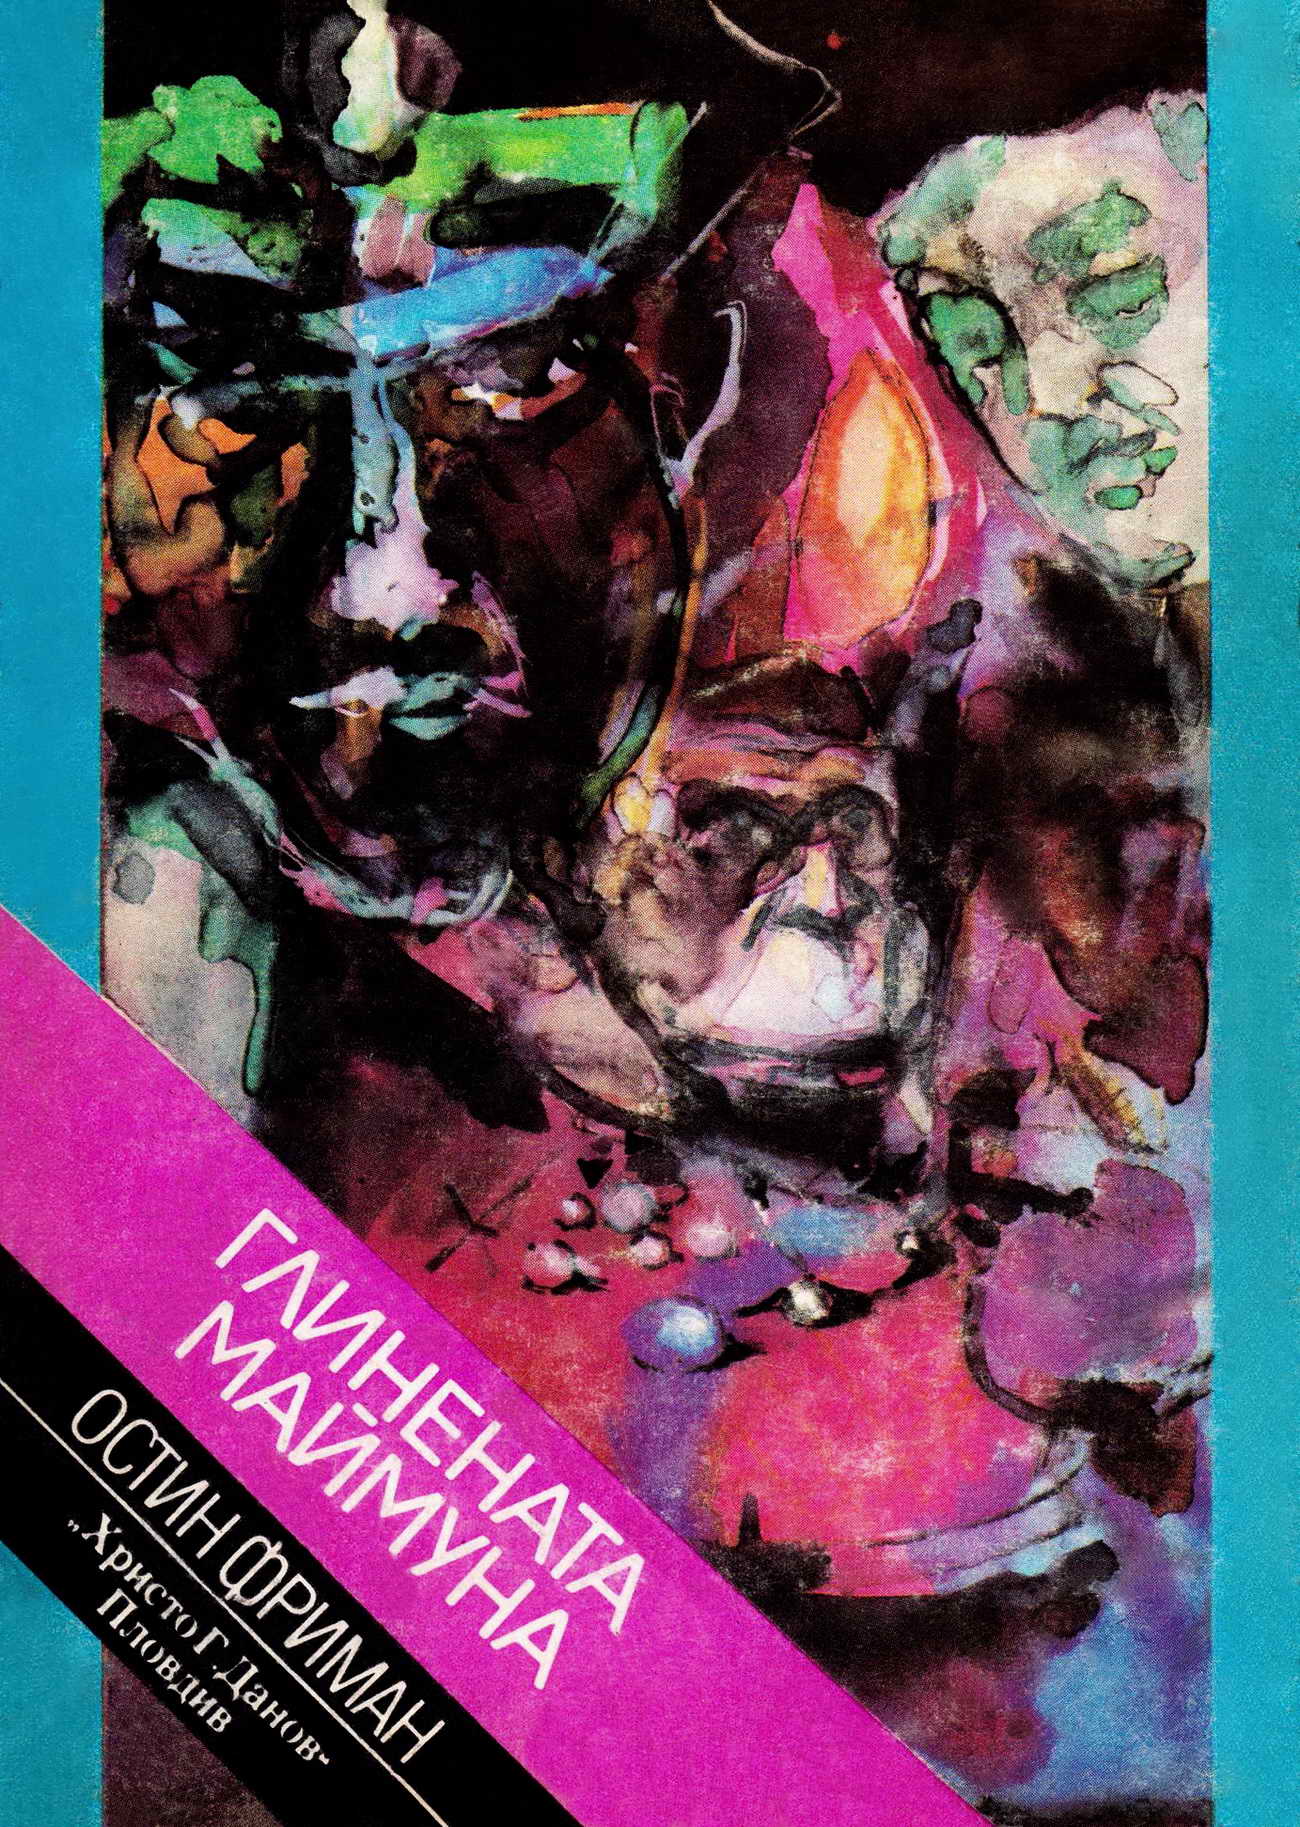 ГЛИНЕНАТА
МАЙМУНА
ОСТИН ФРИМАН
„Христо Г. Данов“
Пловдив